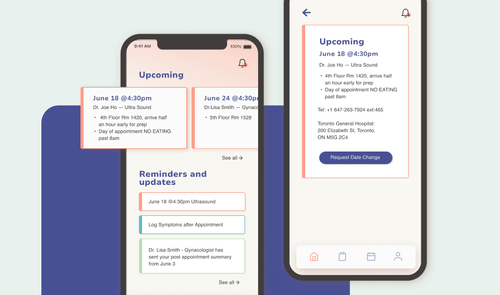 9:41 AM
100%
Upcoming
June 18 @4:30pm
Dr. Joe Ho — Ultra Sound
• 4th Floor Rm 1420, arrive half
an hour early for prep
• Day of appointment NO EATING
past 8am
June 24 @4:30p
Dr Lisa Smith — Gynaco
• 5th Floor Rm 1528
See all →
Reminders and
updates
June 18 @4:30pm Ultrasound
Log Symptoms after Appointment
Dr. Lisa Smith - Gynacologist has
sent your post appointment summary
from June 3
See all →
Upcoming
June 18 @4:30pm
Dr. Joe Ho — Ultra Sound
• 4th Floor Rm 1420, arrive half
an hour early for prep
• Day of appointment NO EATING
past 8am
Tel: +1 647-263-7924 ext:465
Toronto General Hospital:
200 Elizabeth St, Toronto,
ON M5G 2C4
Request Date Change